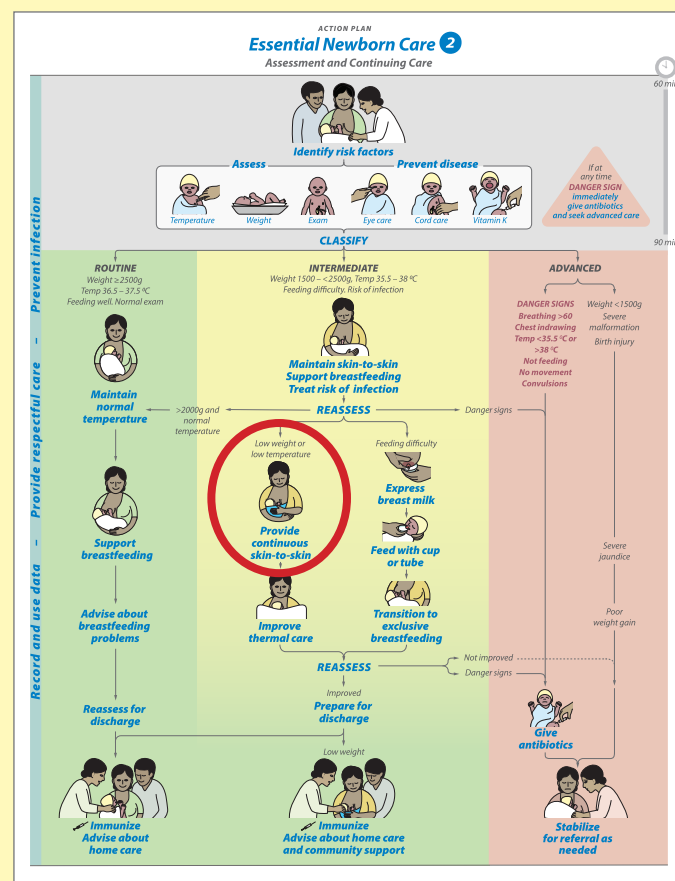 ACTION PLAN
Essential Newborn Care 2
Assessment and Continuing Care
60 min
Identify risk factors
Assess
Prevent disease
Temperature
Weight
Exam
Eye care
Cord care
Vitamin K
If at
any time
DANGER SIGN
immediately
give antibiotics
and seek advanced care
CLASSIFY
90 min
Prevent infection
– Provide respectful care –
Record and use data
ROUTINE
Weight ≥2500g
Temp 36.5 – 37.5 ºC
Feeding well. Normal exam
Maintain
normal
temperature
Support
breastfeeding
Advise about
breastfeeding
problems
Reassess for
discharge
Immunize
Advise about
home care
INTERMEDIATE
Weight 1500 – <2500g, Temp 35.5 – 38 ºC
Feeding difficulty. Risk of infection
Maintain skin-to-skin
Support breastfeeding
Treat risk of infection
REASSESS
>2000g and
normal
temperature
Danger signs
Low weight or
low temperature
Provide
continuous
skin-to-skin
Improve
thermal care
Feeding difficulty
Express
breast milk
Feed with cup
or tube
Transition to
exclusive
breastfeeding
REASSESS
Not improved
Danger signs
Improved
Prepare for
discharge
Low weight
Immunize
Advise about home care
and community support
ADVANCED
DANGER SIGNS
Breathing >60
Chest indrawing
Temp <35.5 ºC or
>38 ºC
Not feeding
No movement
Convulsions
Weight <1500g
Severe
malformation
Birth injury
Severe
jaundice
Poor
weight gain
Give
antibiotics
Stabilize
for referral as
needed